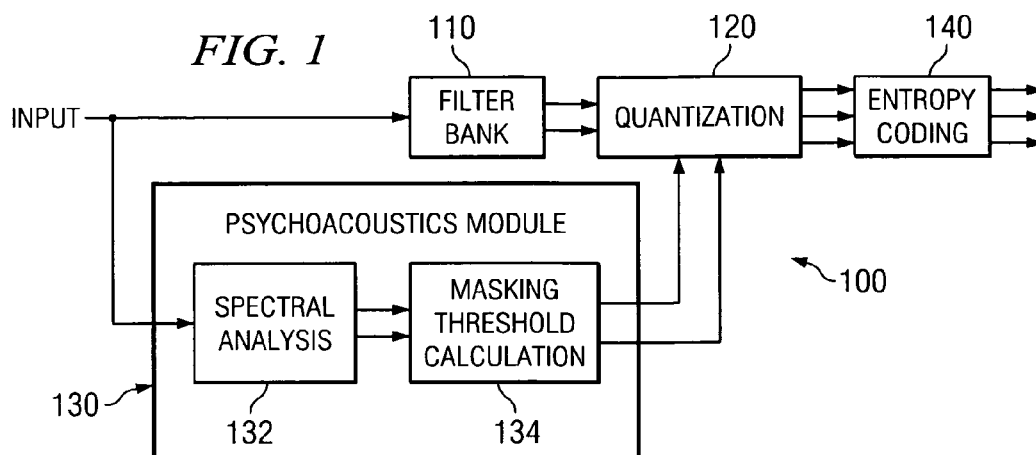 FIG. 1
110
120
140
INPUT
FILTER
BANK
QUANTIZATION
ENTROPY
CODING
PSYCHOACOUSTICS MODULE
SPECTRAL
ANALYSIS
MASKING
THRESHOLD
CALCULATION
100
130
132
134